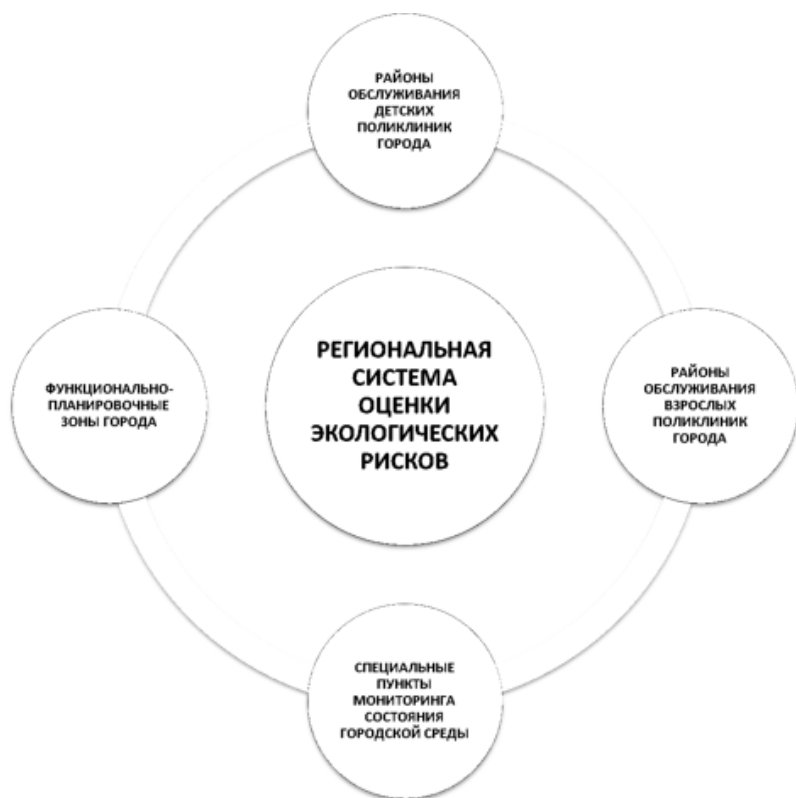 РАЙОНЫ
ОБСЛУЖИВАНИЯ
ДЕТСКИХ
ПОЛИКЛИНИК
ГОРОДА
ФУНКЦИОНАЛЬНО-
ПЛАНИРОВОЧНЫЕ
ЗОНЫ ГОРОДА
РЕГИОНАЛЬНАЯ
СИСТЕМА
ОЦЕНКИ
ЭКОЛОГИЧЕСКИХ
РИСКОВ
РАЙОНЫ
ОБСЛУЖИВАНИЯ
ВЗРОСЛЫХ
ПОЛИКЛИНИК
ГОРОДА
СПЕЦИАЛЬНЫЕ
ПУНКТЫ
МОНИТОРИНГА
СОСТОЯНИЯ
ГОРОДСКОЙ СРЕДЫ